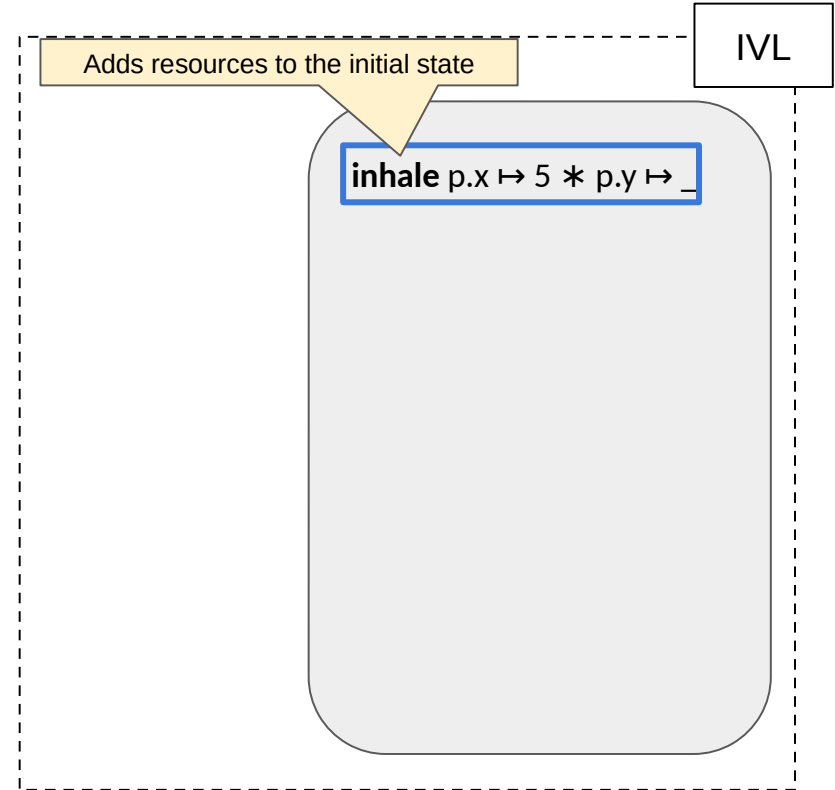 IVL
Adds resources to the initial state
inhale p.x ↦ 5 ∗ p.y ↦ _